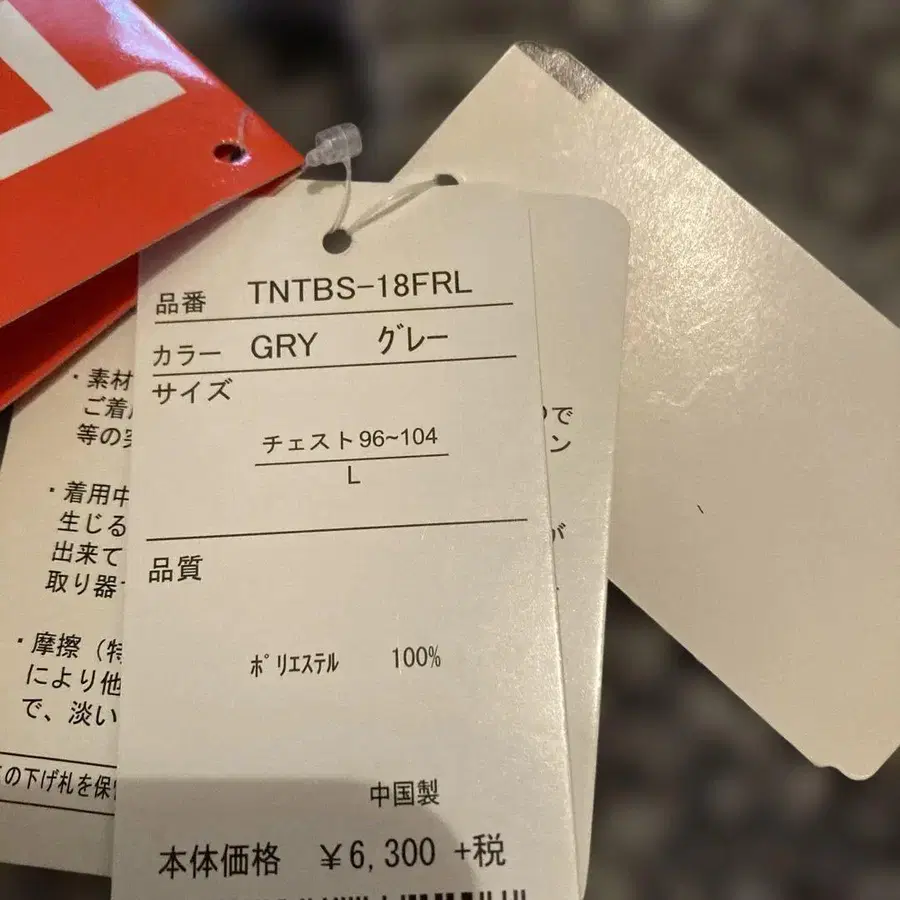 品番 TNTBS-18FRL
カラー GRY グレー
サイズ
チェスト96~104
L
品質
ポリエステル 100%
中国製
本体価格 ¥6,300 +税
・素材
ご着
等の
・着用中
生じる
出来て
取り器
・摩擦(特
により他
で、淡い
の下げ札を保
で
ン
が